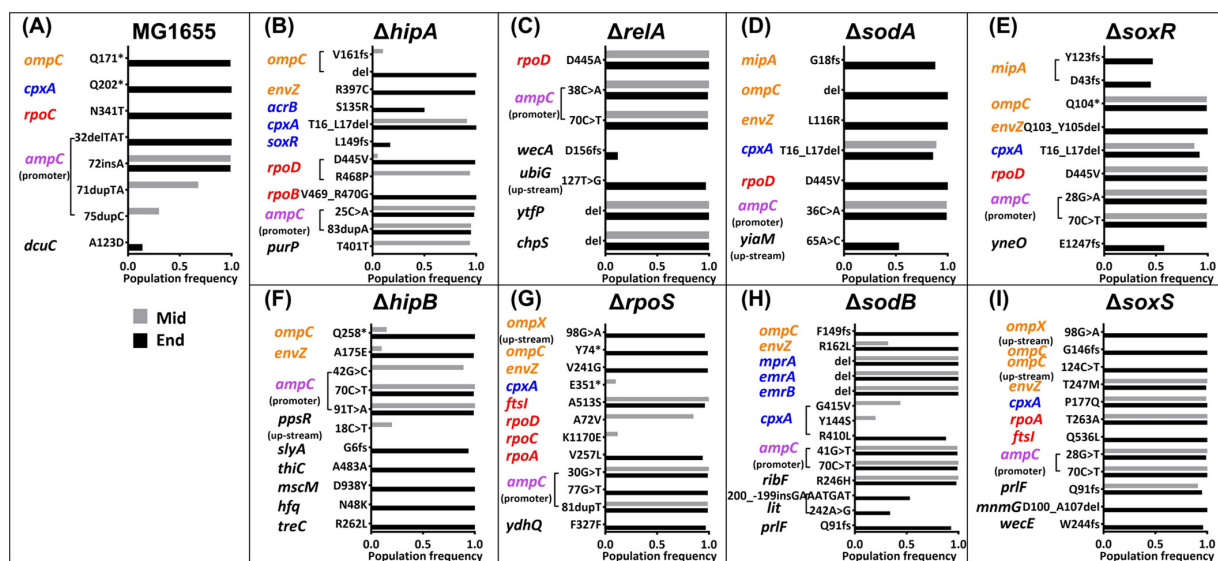 (A) MG1655
ompC Q171*
cpxA Q202*
rpoC N341T
ampC (promoter)
32delTAT
72insA
71dupTA
75dupC
dcuC A123D
0.0 0.5 1.0
Population frequency
Mid
End
(B) ΔhipA
ompC V161fs
del
envZ R397C
acrB S135R
cpxA T16_L17del
soxR L149fs
rpoD D445V
R468P
rpoB V469_R470G
ampC (promoter)
25C>A
83dupA
purP T401T
0.0 0.5 1.0
Population frequency
(C) ΔrelA
rpoD D445A
ampC (promoter)
38C>A
70C>T
wecA D156fs
ubiG (up-stream) 127T>G
ytfP del
chpS del
0.0 0.5 1.0
Population frequency
(D) ΔsodA
mipA G18fs
ompC del
envZ L116R
cpxA T16_L17del
rpoD D445V
ampC (promoter) 36C>A
yiaM (up-stream) 65A>C
0.0 0.5 1.0
Population frequency
(E) ΔsoxR
mipA Y123fs
D43fs
ompC Q104*
envZ Q103_Y105del
cpxA T16_L17del
rpoD D445V
ampC (promoter)
28G>A
70C>T
yneO E1247fs
0.0 0.5 1.0
Population frequency
(F) ΔhipB
ompC Q258*
envZ A175E
ampC (promoter)
42G>C
70C>T
91T>A
ppsR (up-stream) 18C>T
slyA G6fs
thiC A483A
mscM D938Y
hfq N48K
treC R262L
0.0 0.5 1.0
Population frequency
(G) ΔrpoS
ompX (up-stream) 98G>A
ompC Y74*
envZ V241G
cpxA E351*
ftsI A513S
rpoD A72V
rpoC K1170E
rpoA V257L
ampC (promoter)
30G>T
77G>T
81dupT
ydhQ F327F
0.0 0.5 1.0
Population frequency
(H) ΔsodB
ompC F149fs
envZ R162L
mprA del
emrA del
emrB del
cpxA G415V
Y144S
R410L
ampC (promoter)
41G>T
70C>T
ribF R246H
lit 200_-199insGAAATGAT
242A>G
prlF Q91fs
0.0 0.5 1.0
Population frequency
(I) ΔsoxS
ompX (up-stream) 98G>A
ompC G146fs
ompC (up-stream) 124C>T
envZ T247M
cpxA P177Q
rpoA T263A
ftsI Q536L
ampC (promoter)
28G>T
70C>T
prlF Q91fs
mnmG D100_A107del
wecE W244fs
0.0 0.5 1.0
Population frequency